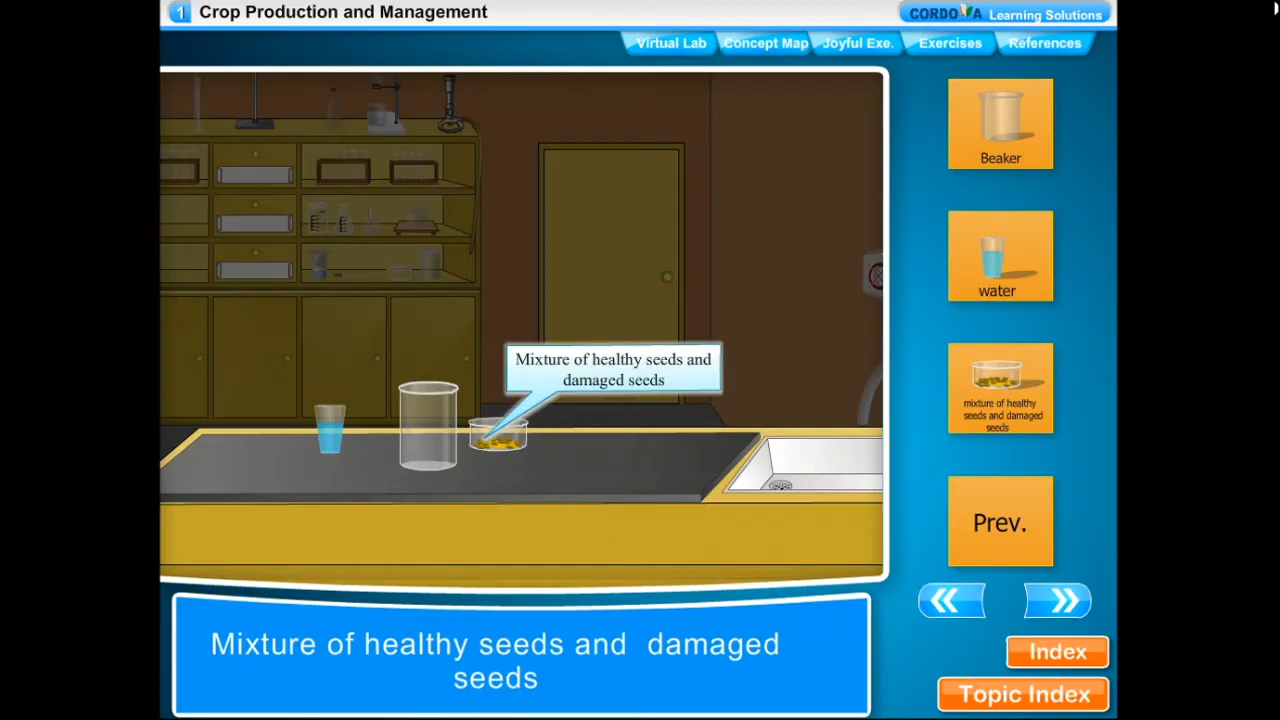 1 Crop Production and Management
CORDOVA Learning Solutions
Virtual Lab Concept Map Joyful Exe. Exercises References
Beaker
water
Mixture of healthy seeds and
damaged seeds
mixture of healthy
seeds and damaged
seeds
Prev.
Mixture of healthy seeds and damaged
seeds
Index
Topic Index